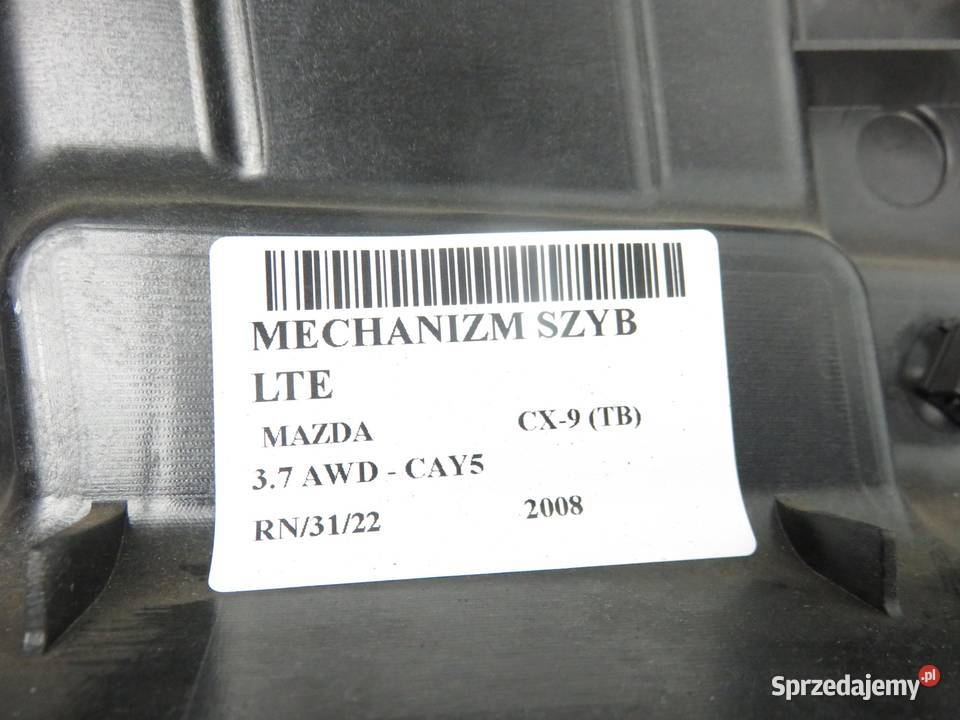 MECHANIZM SZYB
LTE
MAZDA CX-9 (TB)
3.7 AWD - CAY5
RN/31/22 2008
Sprzedajemy.pl